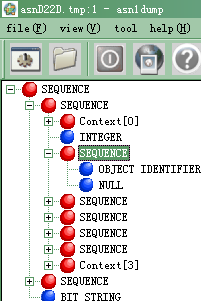 asnD22D.tmp:1 - asn1dump
file(F) view(V) tool help(H)
SEQUENCE
SEQUENCE
Context[0]
INTEGER
SEQUENCE
OBJECT IDENTIFIER
NULL
SEQUENCE
SEQUENCE
SEQUENCE
SEQUENCE
Context[3]
SEQUENCE
BIT STRING